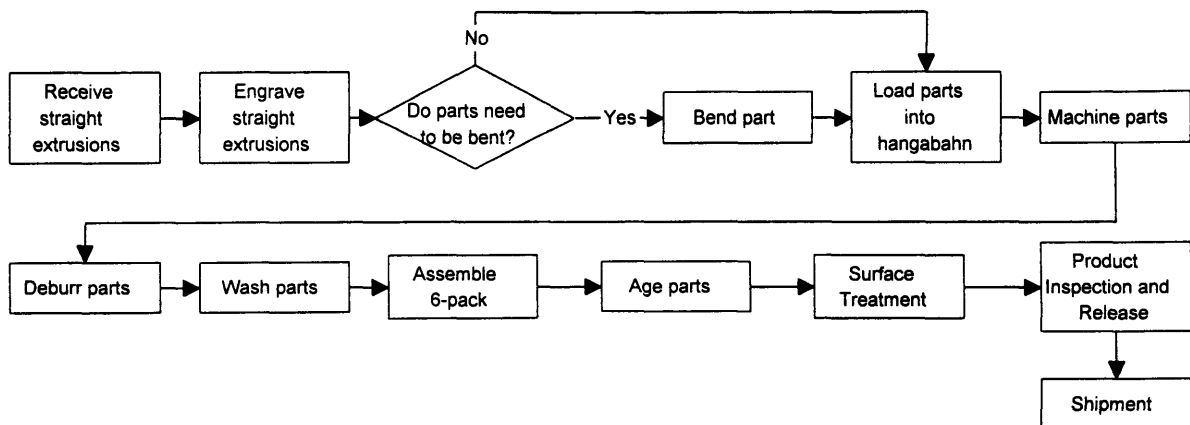 No
Receive
straight
extrusions
Engrave
straight
extrusions
Do parts need
to be bent?
Yes
Bend part
Load parts
into
hangabahn
Machine parts
Deburr parts
Wash parts
Assemble
6-pack
Age parts
Surface
Treatment
Product
Inspection and
Release
Shipment